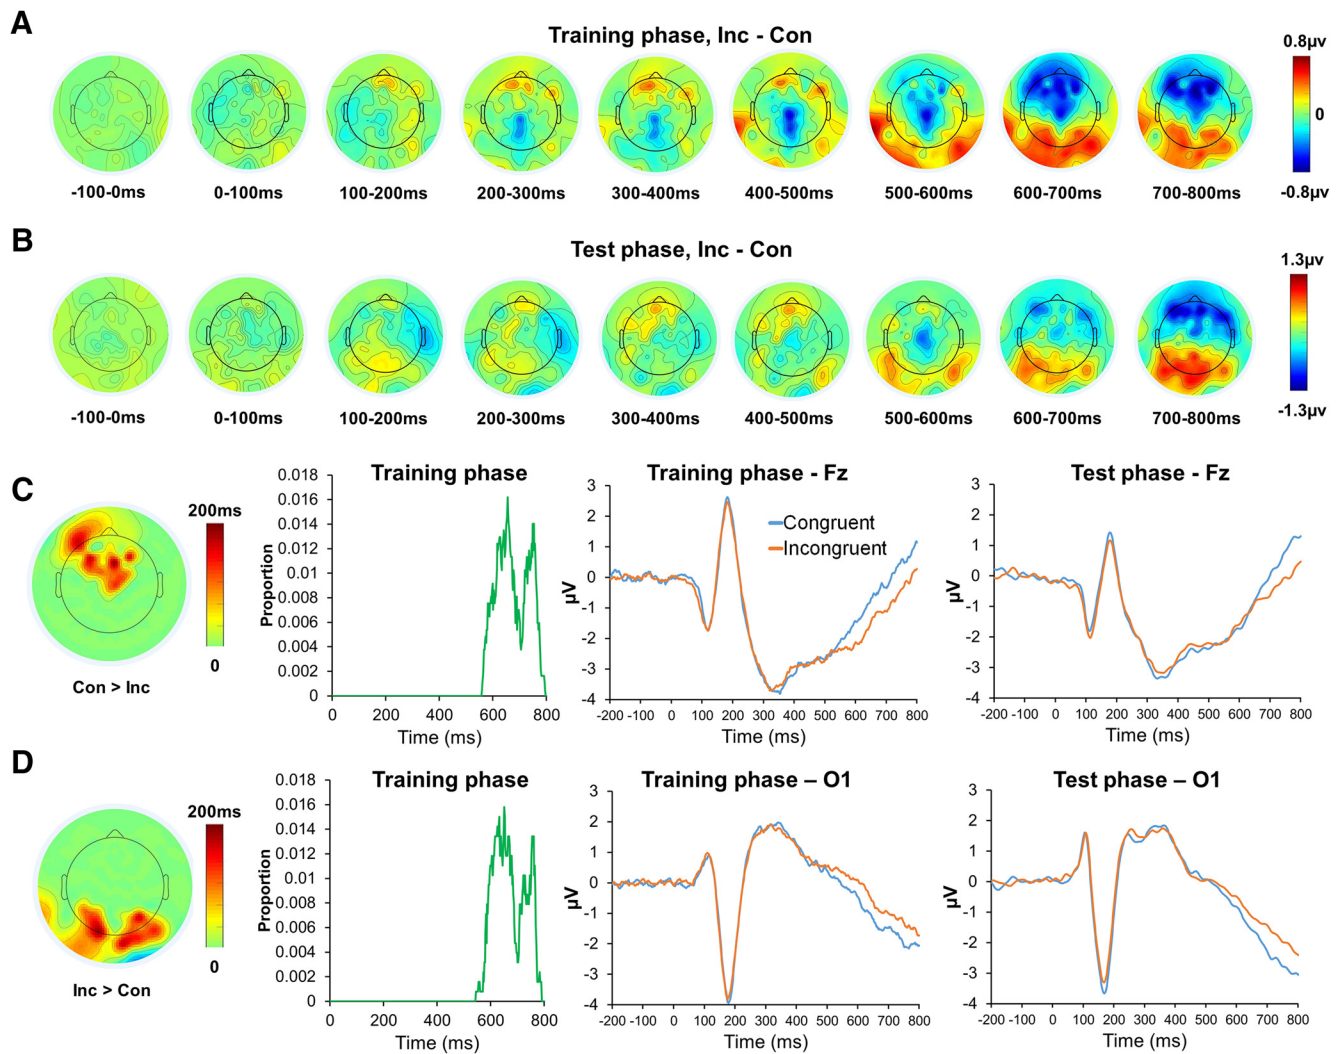 A
Training phase, Inc - Con
0.8μv
0
-0.8μv
-100-0ms 0-100ms 100-200ms 200-300ms 300-400ms 400-500ms 500-600ms 600-700ms 700-800ms
B
Test phase, Inc - Con
1.3μv
0
-1.3μv
-100-0ms 0-100ms 100-200ms 200-300ms 300-400ms 400-500ms 500-600ms 600-700ms 700-800ms
C
200ms
0
Con > Inc
Training phase
Proportion
0.018
0.016
0.014
0.012
0.01
0.008
0.006
0.004
0.002
0
0 200 400 600 800
Time (ms)
Training phase - Fz
μV
3
2
1
0
-1
-2
-3
-4
Congruent
Incongruent
-200 -100 0 100 200 300 400 500 600 700 800
Time (ms)
Test phase - Fz
μV
3
2
1
0
-1
-2
-3
-4
-200 -100 0 100 200 300 400 500 600 700 800
Time (ms)
D
200ms
0
Inc > Con
Training phase
Proportion
0.018
0.016
0.014
0.012
0.01
0.008
0.006
0.004
0.002
0
0 200 400 600 800
Time (ms)
Training phase – O1
μV
3
2
1
0
-1
-2
-3
-4
-200 -100 0 100 200 300 400 500 600 700 800
Time (ms)
Test phase – O1
μV
3
2
1
0
-1
-2
-3
-4
-200 -100 0 100 200 300 400 500 600 700 800
Time (ms)